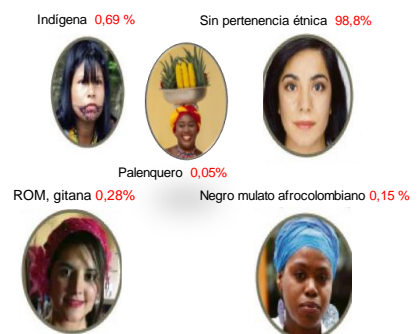 Indígena 0,69 %
Sin pertenencia étnica 98,8%
Palenquero 0,05%
ROM, gitana 0,28%
Negro mulato afrocolombiano 0,15 %